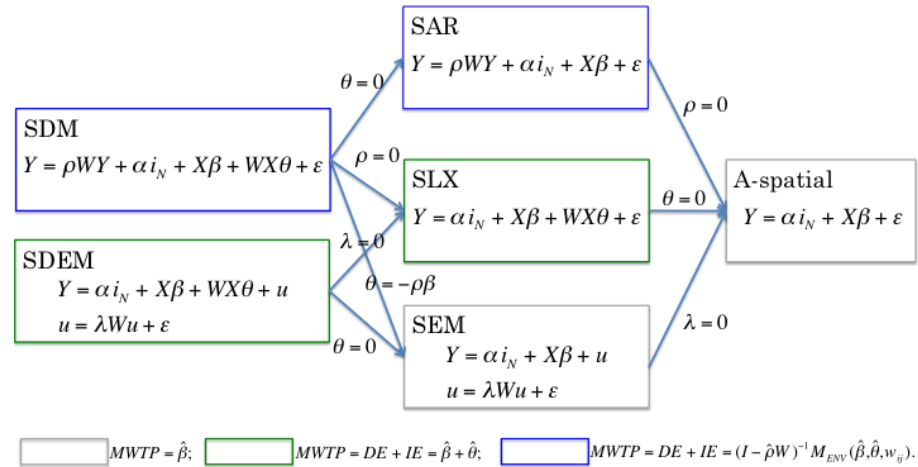 SAR
Y = ρWY + αi_N + Xβ + ε
θ = 0
ρ = 0
SDM
Y = ρWY + αi_N + Xβ + WXθ + ε
ρ = 0
SLX
Y = αi_N + Xβ + WXθ + ε
θ = 0
A-spatial
Y = αi_N + Xβ + ε
λ = 0
SDEM
Y = αi_N + Xβ + WXθ + u
u = λWu + ε
θ = −ρβ
θ = 0
SEM
Y = αi_N + Xβ + u
u = λWu + ε
λ = 0
MWTP = β̂;
MWTP = DE + IE = β̂ + θ̂;
MWTP = DE + IE = (I − ρ̂W)⁻¹ M_ENV(β̂,θ̂,w_ij).